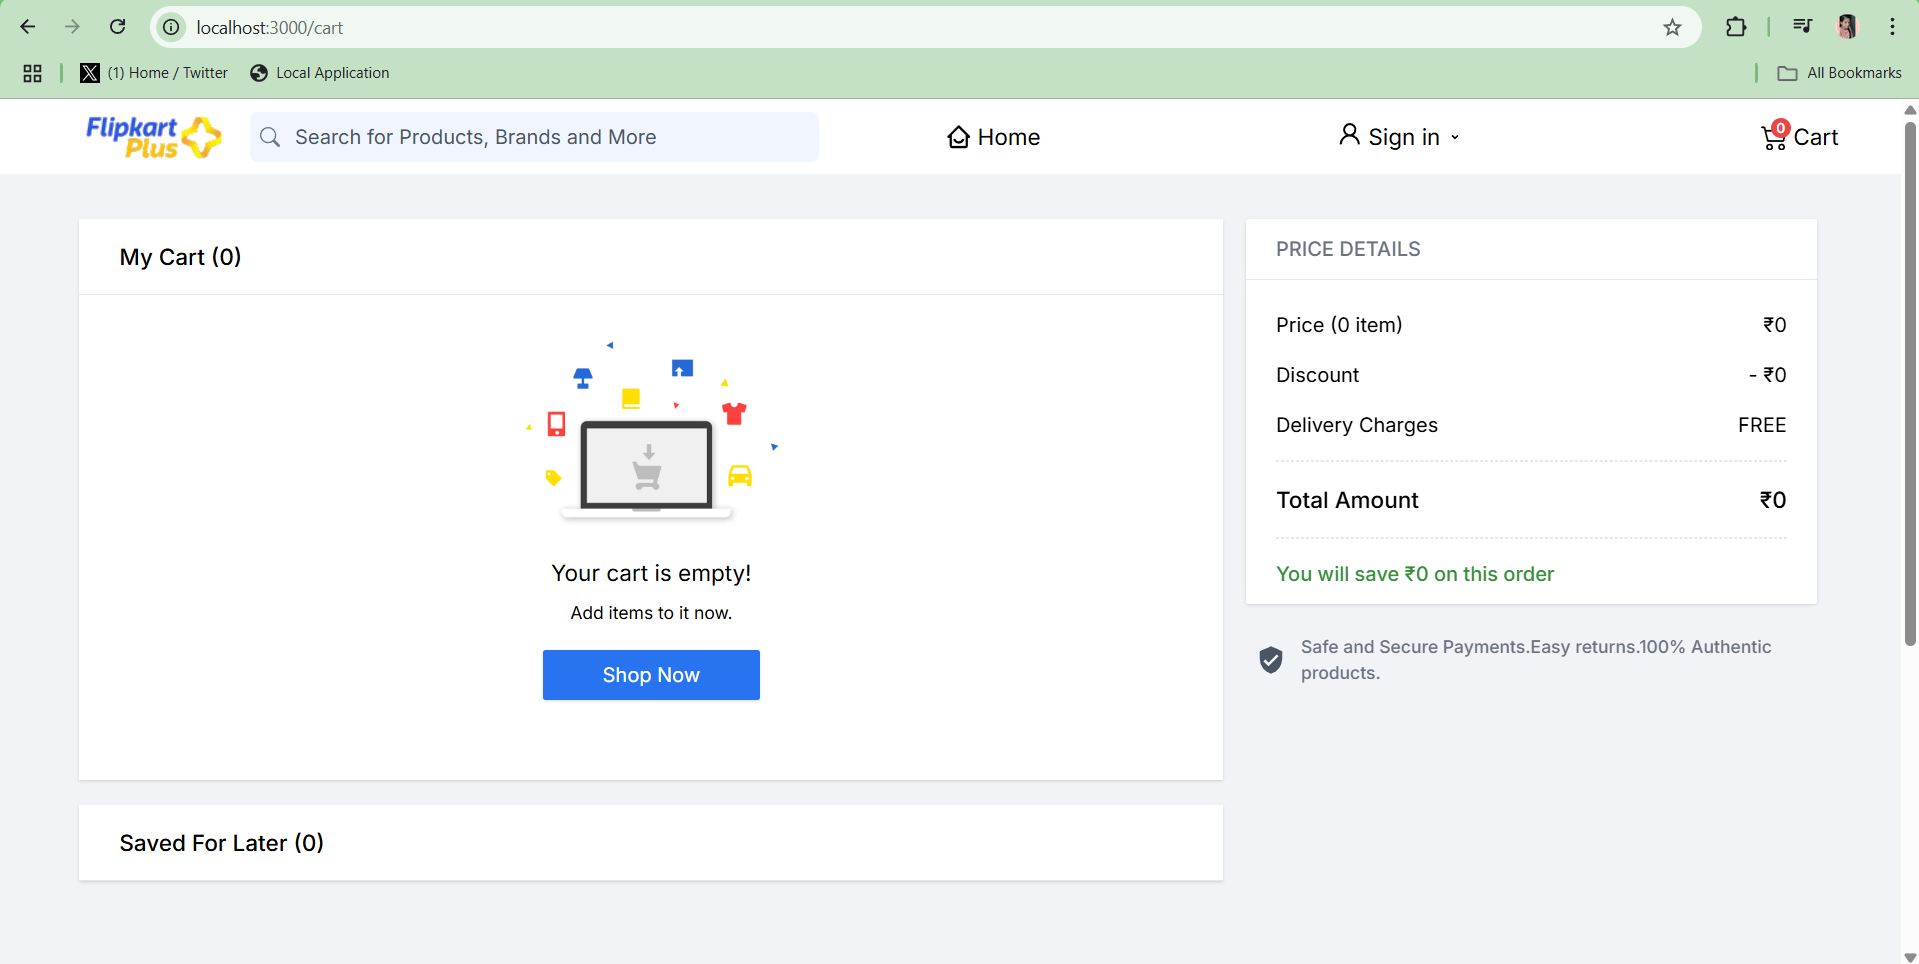 localhost:3000/cart
(1) Home / Twitter
Local Application
All Bookmarks
Flipkart
Plus
Search for Products, Brands and More
Home
Sign in
0
Cart
My Cart (0)
Your cart is empty!
Add items to it now.
Shop Now
Saved For Later (0)
PRICE DETAILS
Price (0 item) ₹0
Discount - ₹0
Delivery Charges FREE
Total Amount ₹0
You will save ₹0 on this order
Safe and Secure Payments.Easy returns.100% Authentic
products.